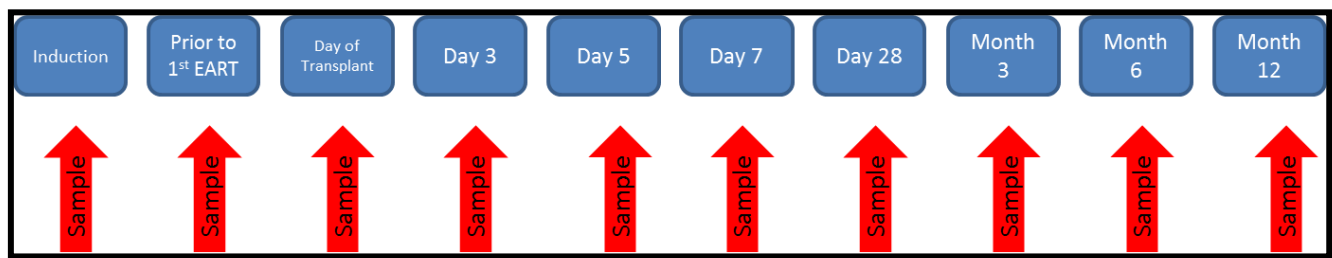 Induction
Prior to
1st EART
Day of
Transplant
Day 3
Day 5
Day 7
Day 28
Month
3
Month
6
Month
12
Sample
Sample
Sample
Sample
Sample
Sample
Sample
Sample
Sample
Sample